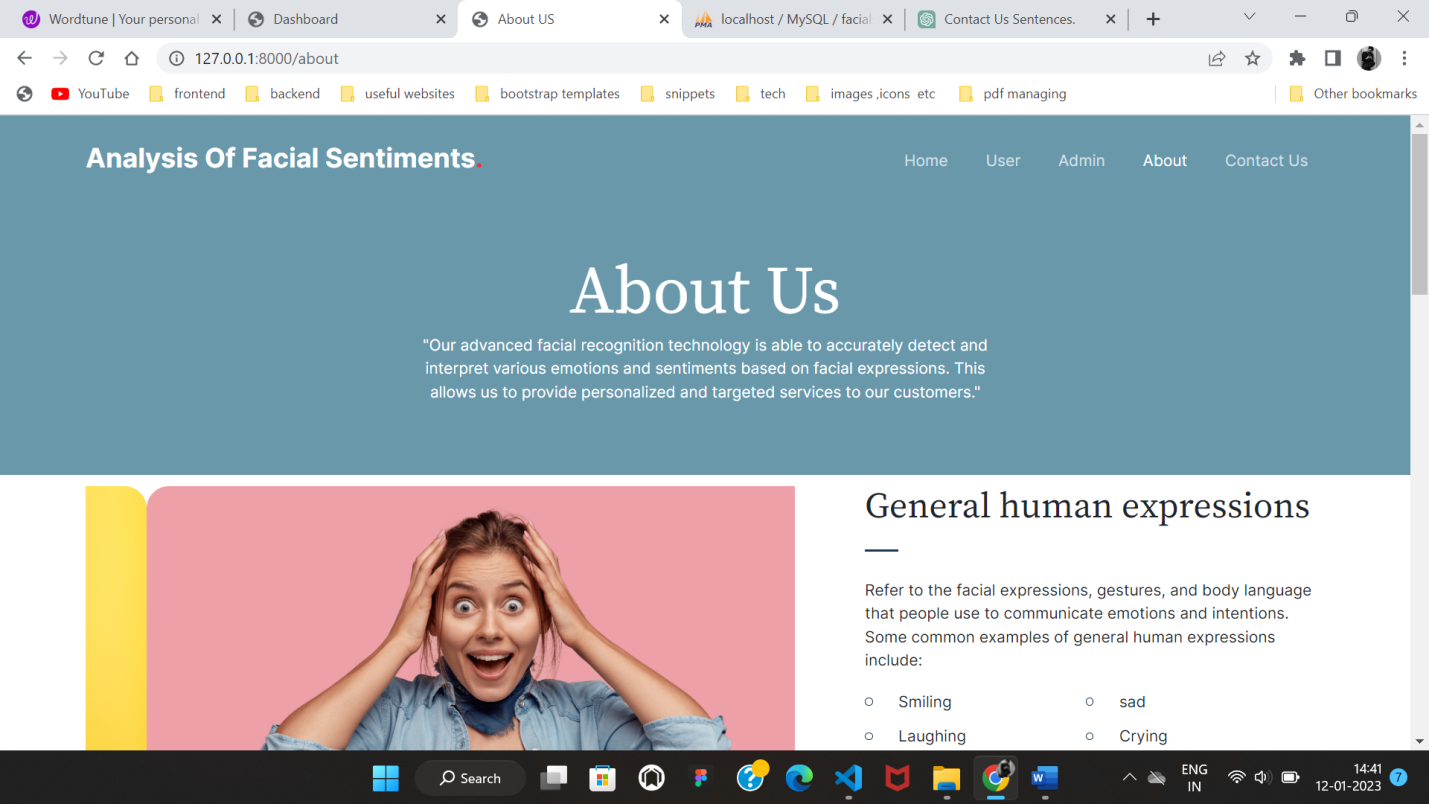 Wordtune | Your personal
Dashboard
About US
localhost / MySQL / facial
Contact Us Sentences.
127.0.0.1:8000/about
YouTube
frontend
backend
useful websites
bootstrap templates
snippets
tech
images ,icons etc
pdf managing
Other bookmarks
Analysis Of Facial Sentiments.
Home
User
Admin
About
Contact Us
About Us
"Our advanced facial recognition technology is able to accurately detect and
interpret various emotions and sentiments based on facial expressions. This
allows us to provide personalized and targeted services to our customers."
General human expressions
Refer to the facial expressions, gestures, and body language
that people use to communicate emotions and intentions.
Some common examples of general human expressions
include:
Smiling
sad
Laughing
Crying
Search
ENG
IN
14:41
12-01-2023
7